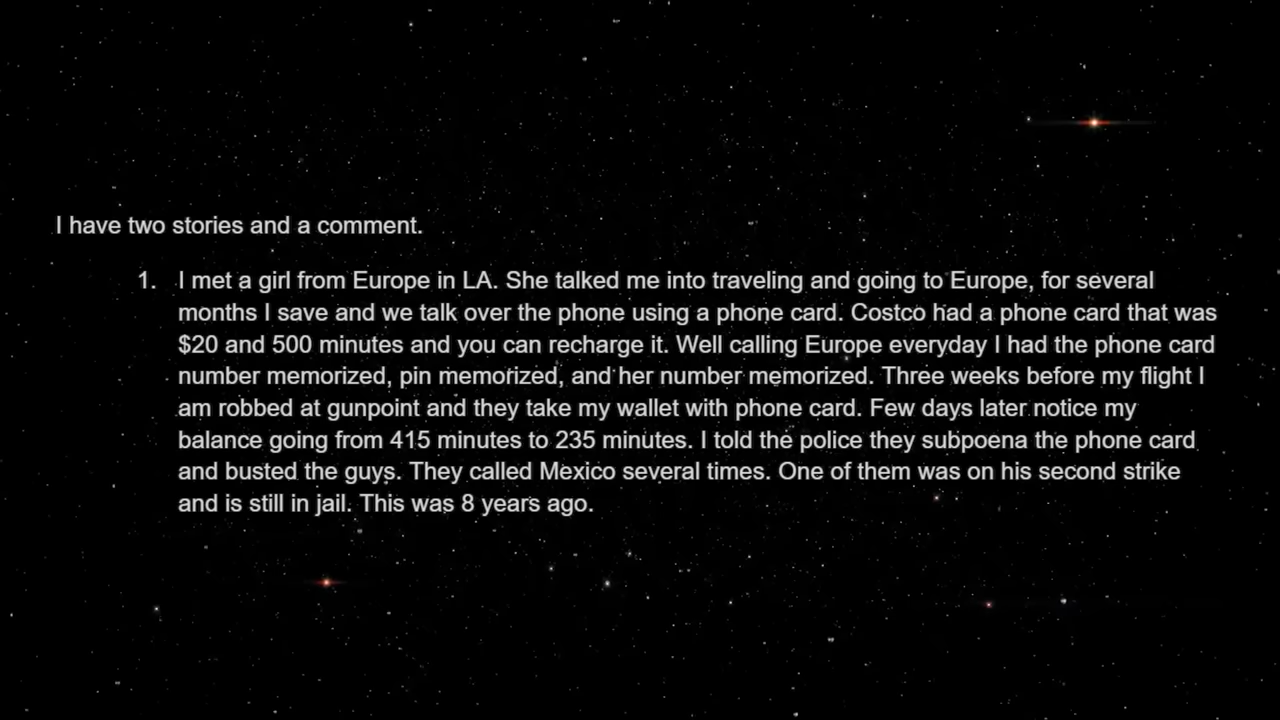 I have two stories and a comment.
1. I met a girl from Europe in LA. She talked me into traveling and going to Europe, for several
months I save and we talk over the phone using a phone card. Costco had a phone card that was
$20 and 500 minutes and you can recharge it. Well calling Europe everyday I had the phone card
number memorized, pin memorized, and her number memorized. Three weeks before my flight I
am robbed at gunpoint and they take my wallet with phone card. Few days later notice my
balance going from 415 minutes to 235 minutes. I told the police they subpoena the phone card
and busted the guys. They called Mexico several times. One of them was on his second strike
and is still in jail. This was 8 years ago.